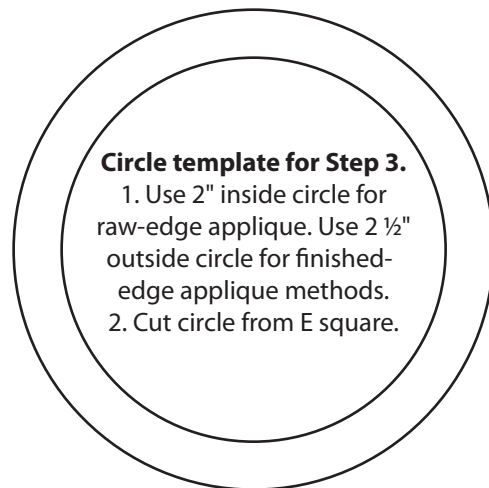 Circle template for Step 3.
1. Use 2" inside circle for
raw-edge applique. Use 2 ½"
outside circle for finished-
edge applique methods.
2. Cut circle from E square.